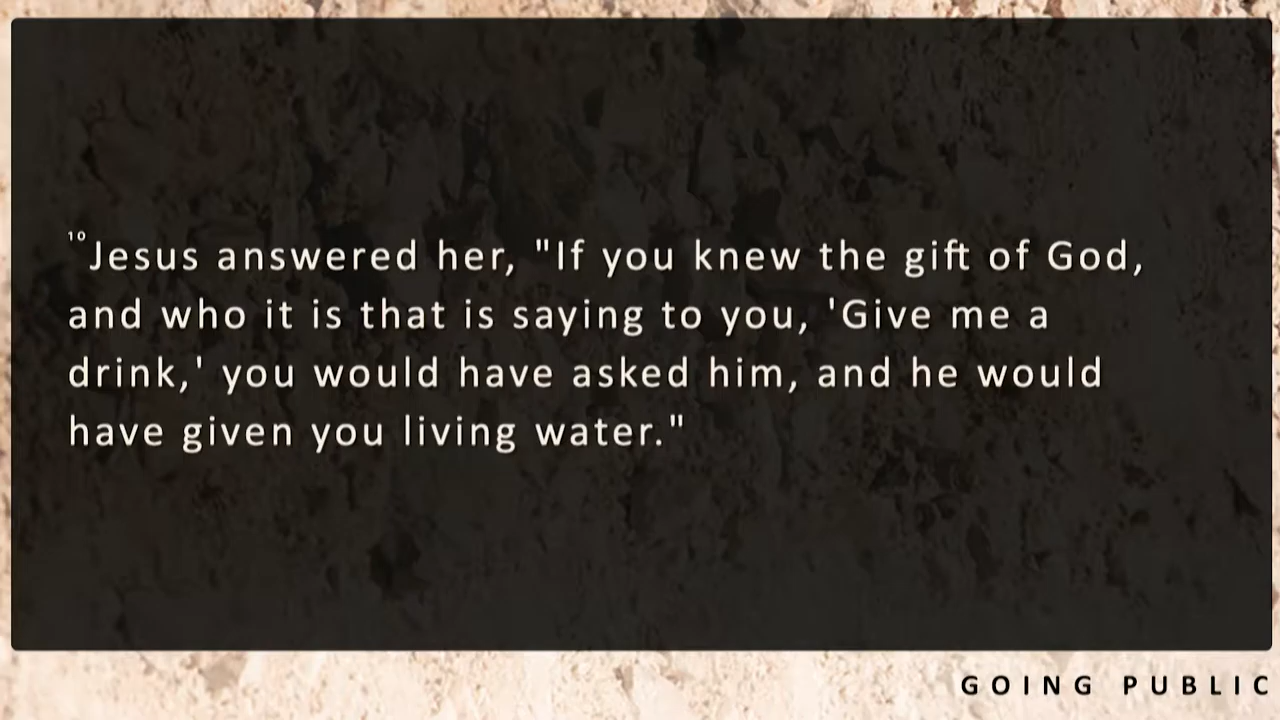 ¹⁰Jesus answered her, "If you knew the gift of God,
and who it is that is saying to you, 'Give me a
drink,' you would have asked him, and he would
have given you living water."
GOING PUBLIC